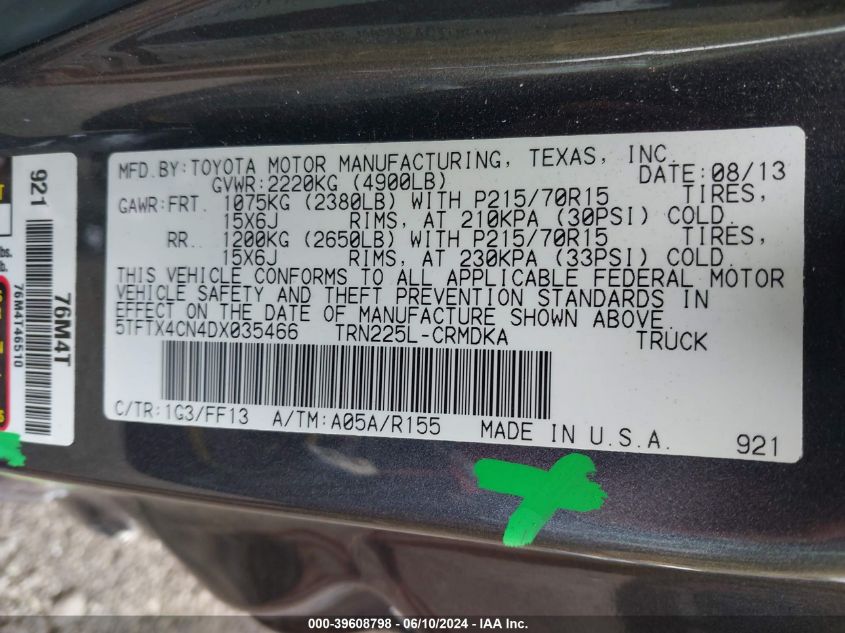 MFD.BY:TOYOTA MOTOR MANUFACTURING, TEXAS, INC. DATE:08/13
GVWR:2220KG (4900LB)
GAWR:FRT. 1075KG (2380LB) WITH P215/70R15 TIRES,
15X6J RIMS, AT 210KPA (30PSI) COLD.
RR. 1200KG (2650LB) WITH P215/70R15 TIRES,
15X6J RIMS, AT 230KPA (33PSI) COLD.
THIS VEHICLE CONFORMS TO ALL APPLICABLE FEDERAL MOTOR
VEHICLE SAFETY AND THEFT PREVENTION STANDARDS IN
EFFECT ON THE DATE OF MANUFACTURE SHOWN ABOVE.
5TFTX4CN4DX035466 TRN225L-CRMDKA TRUCK
C/TR:1G3/FF13 A/TM:A05A/R155 MADE IN U.S.A. 921
921
76M4T
76M4T46510
lbs.
000-39608798 - 06/10/2024 - IAA Inc.